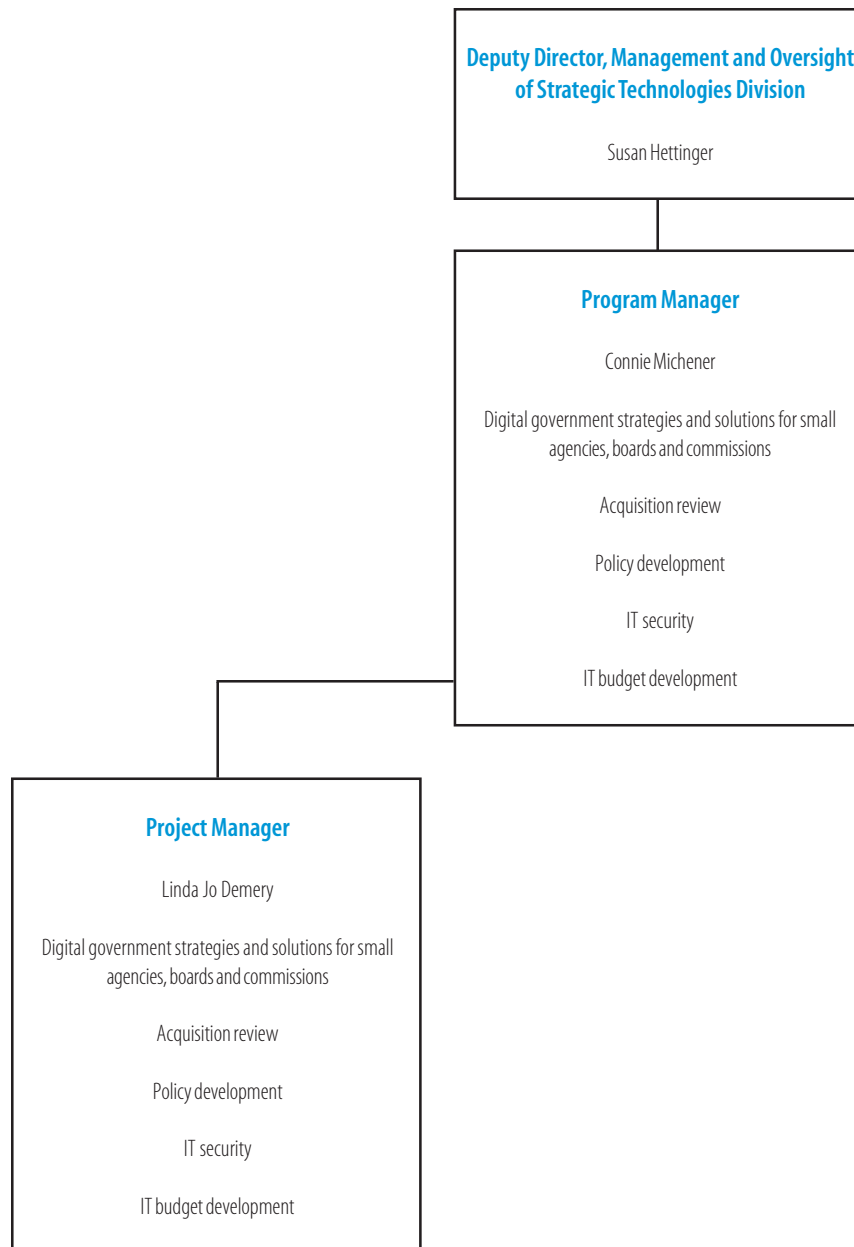 Deputy Director, Management and Oversight
of Strategic Technologies Division
Susan Hettinger
Program Manager
Connie Michener
Digital government strategies and solutions for small
agencies, boards and commissions
Acquisition review
Policy development
IT security
IT budget development
Project Manager
Linda Jo Demery
Digital government strategies and solutions for small
agencies, boards and commissions
Acquisition review
Policy development
IT security
IT budget development